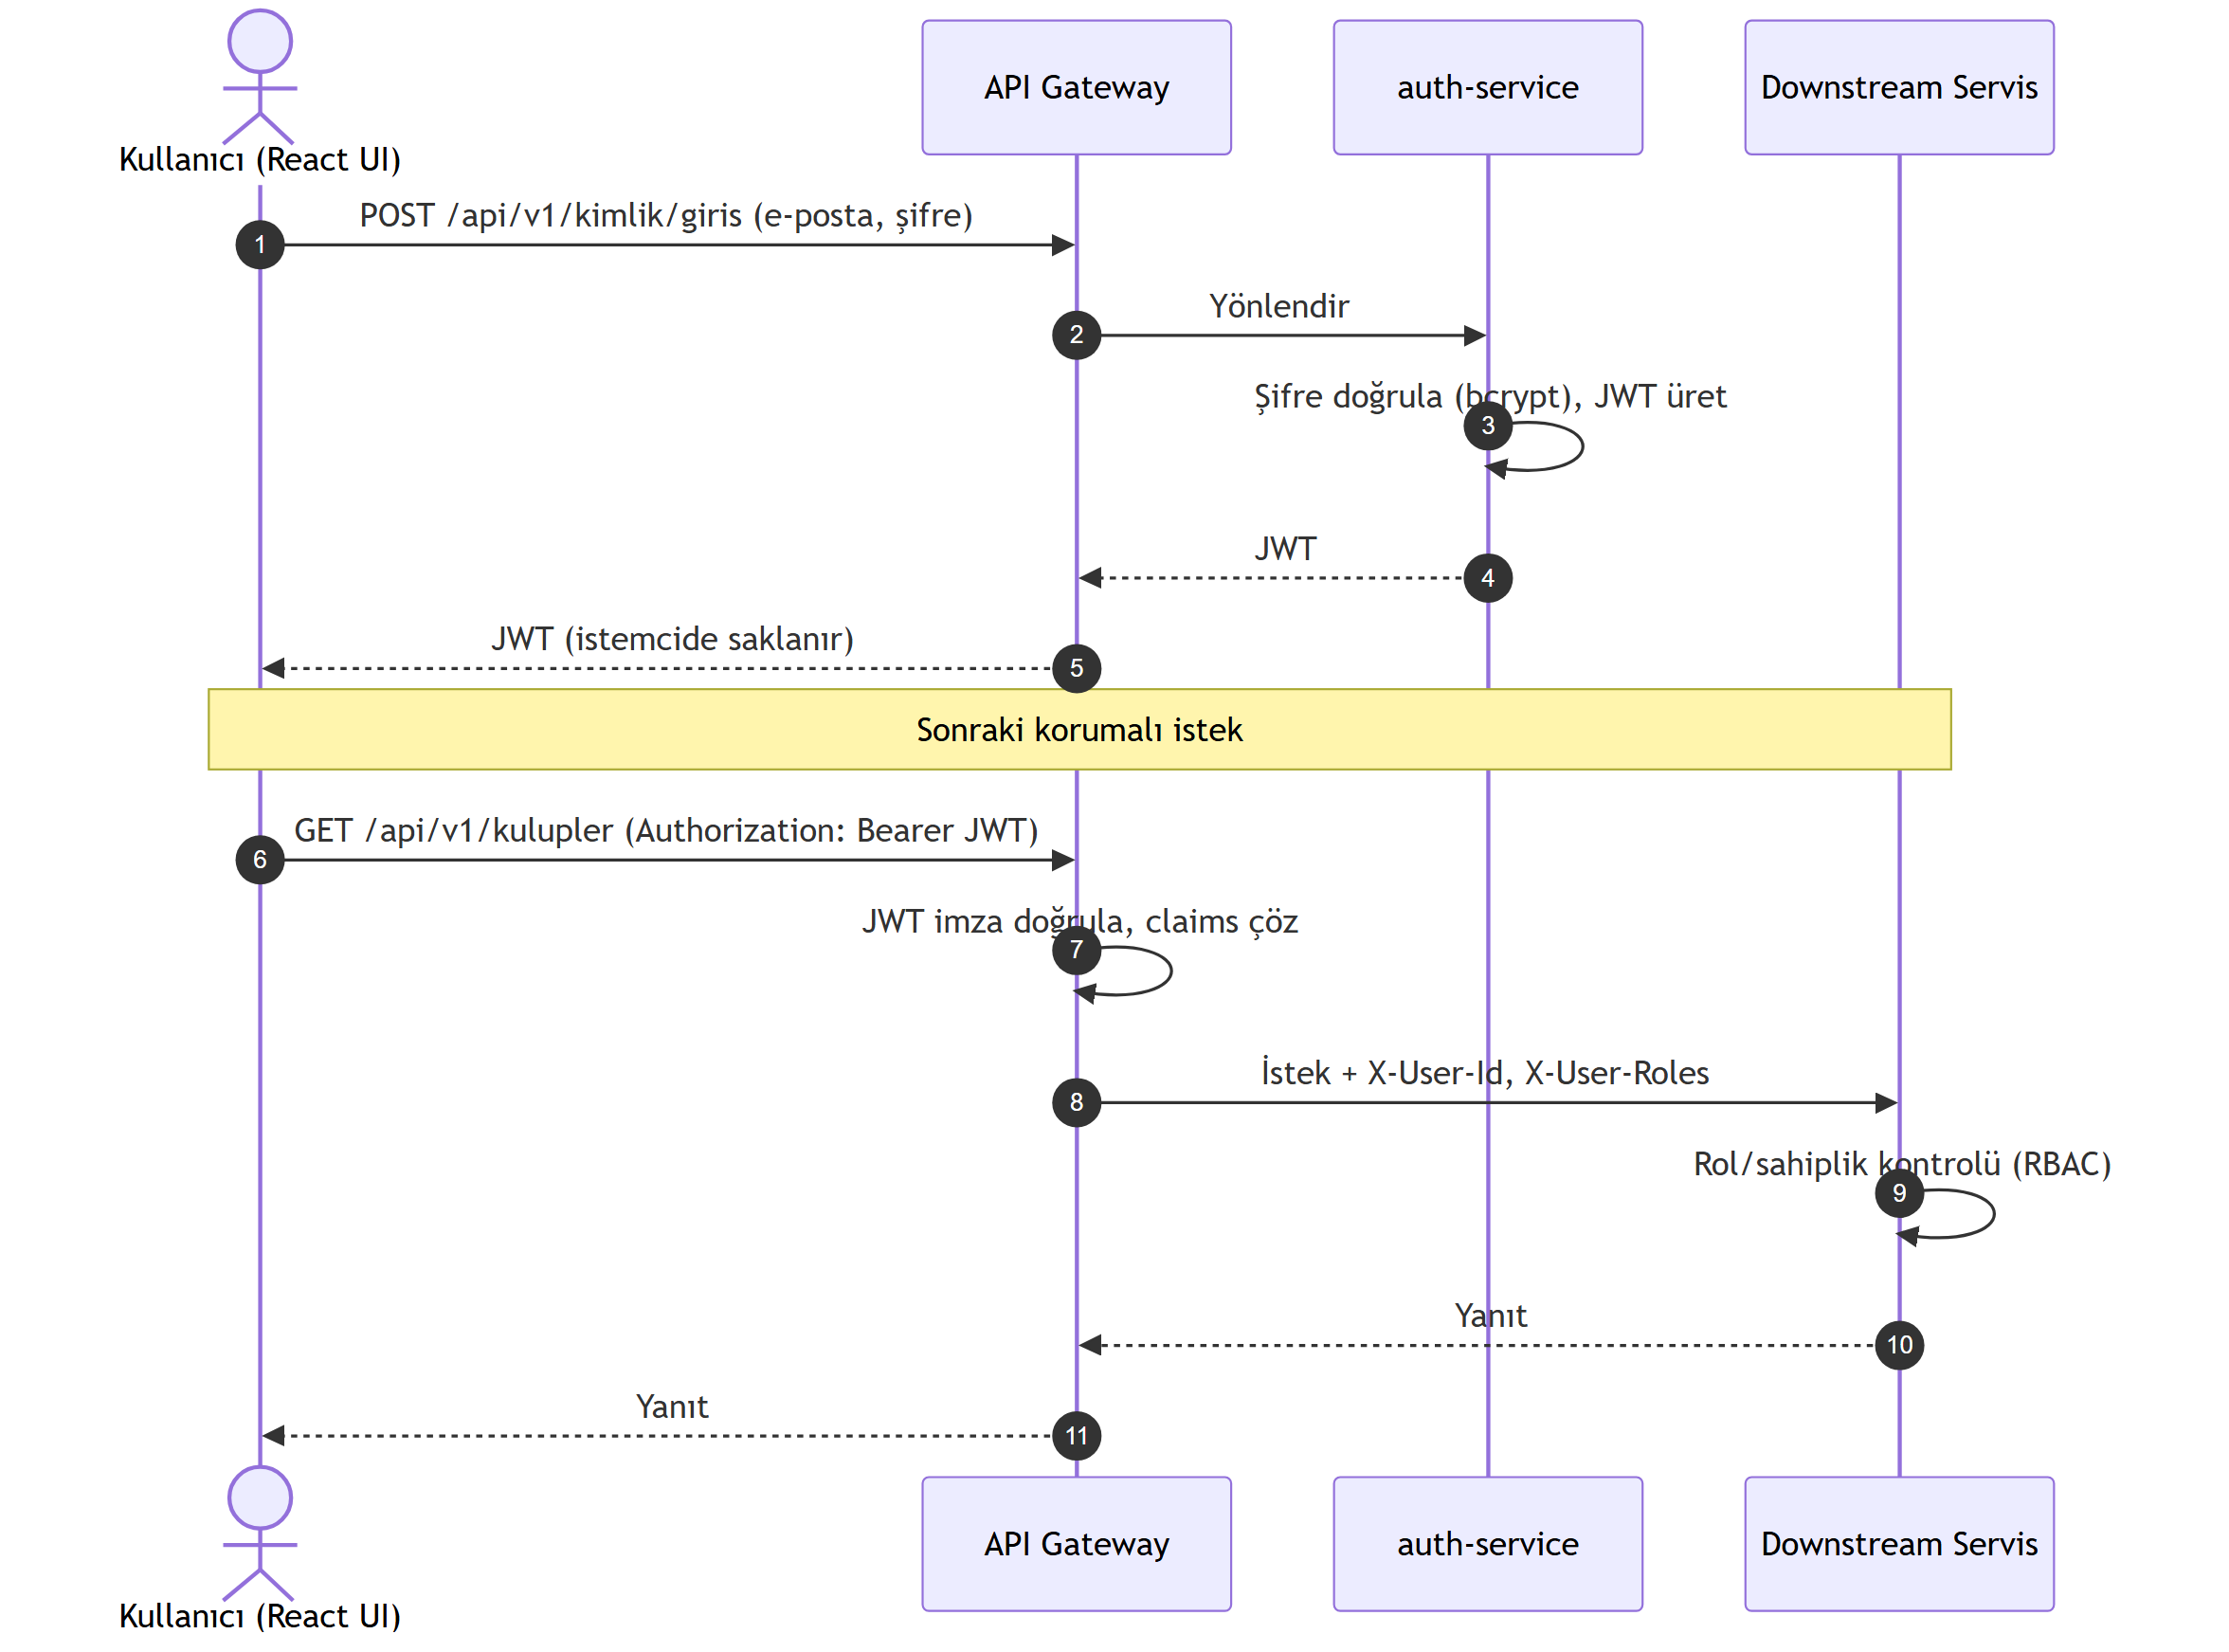 Kullanıcı (React UI)
API Gateway
auth-service
Downstream Servis
POST /api/v1/kimlik/giris (e-posta, şifre)
1
Yönlendir
2
Şifre doğrula (bcrypt), JWT üret
3
JWT
4
JWT (istemcide saklanır)
5
Sonraki korumalı istek
GET /api/v1/kulupler (Authorization: Bearer JWT)
6
JWT imza doğrula, claims çöz
7
İstek + X-User-Id, X-User-Roles
8
Rol/sahiplik kontrolü (RBAC)
9
Yanıt
10
Yanıt
11
Kullanıcı (React UI)
API Gateway
auth-service
Downstream Servis